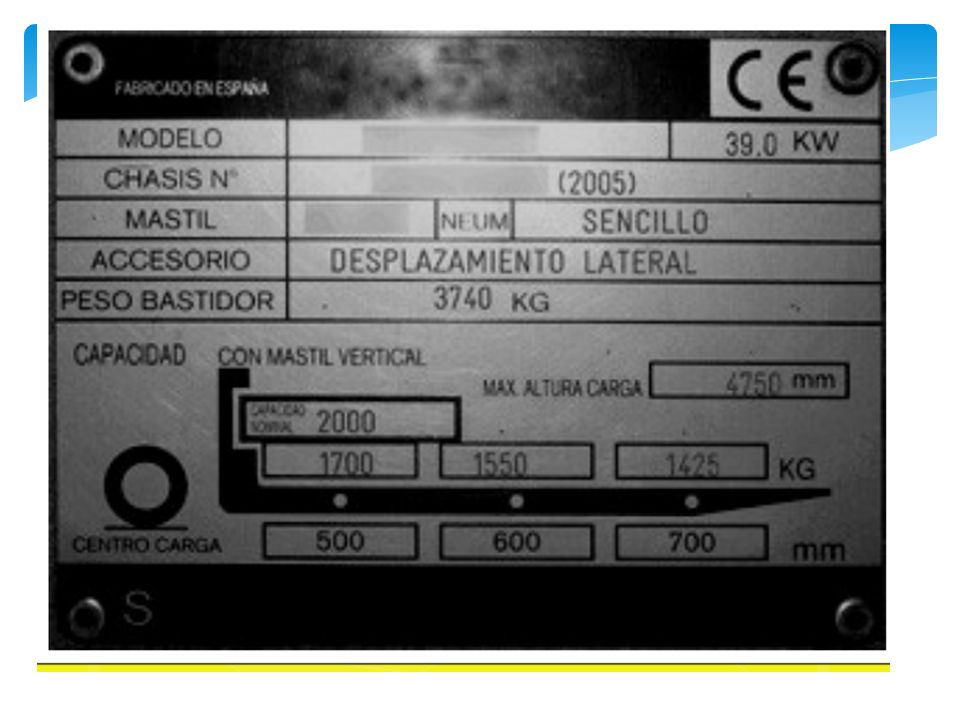 FABRICADO EN ESPAÑA
CE
MODELO 39.0 KW
CHASIS N° (2005)
MASTIL NEUM SENCILLO
ACCESORIO DESPLAZAMIENTO LATERAL
PESO BASTIDOR 3740 KG
CAPACIDAD CON MASTIL VERTICAL
MAX. ALTURA CARGA 4750 mm
CAPACIDAD NOMINAL 2000
1700 1550 1425 KG
CENTRO CARGA 500 600 700 mm
S